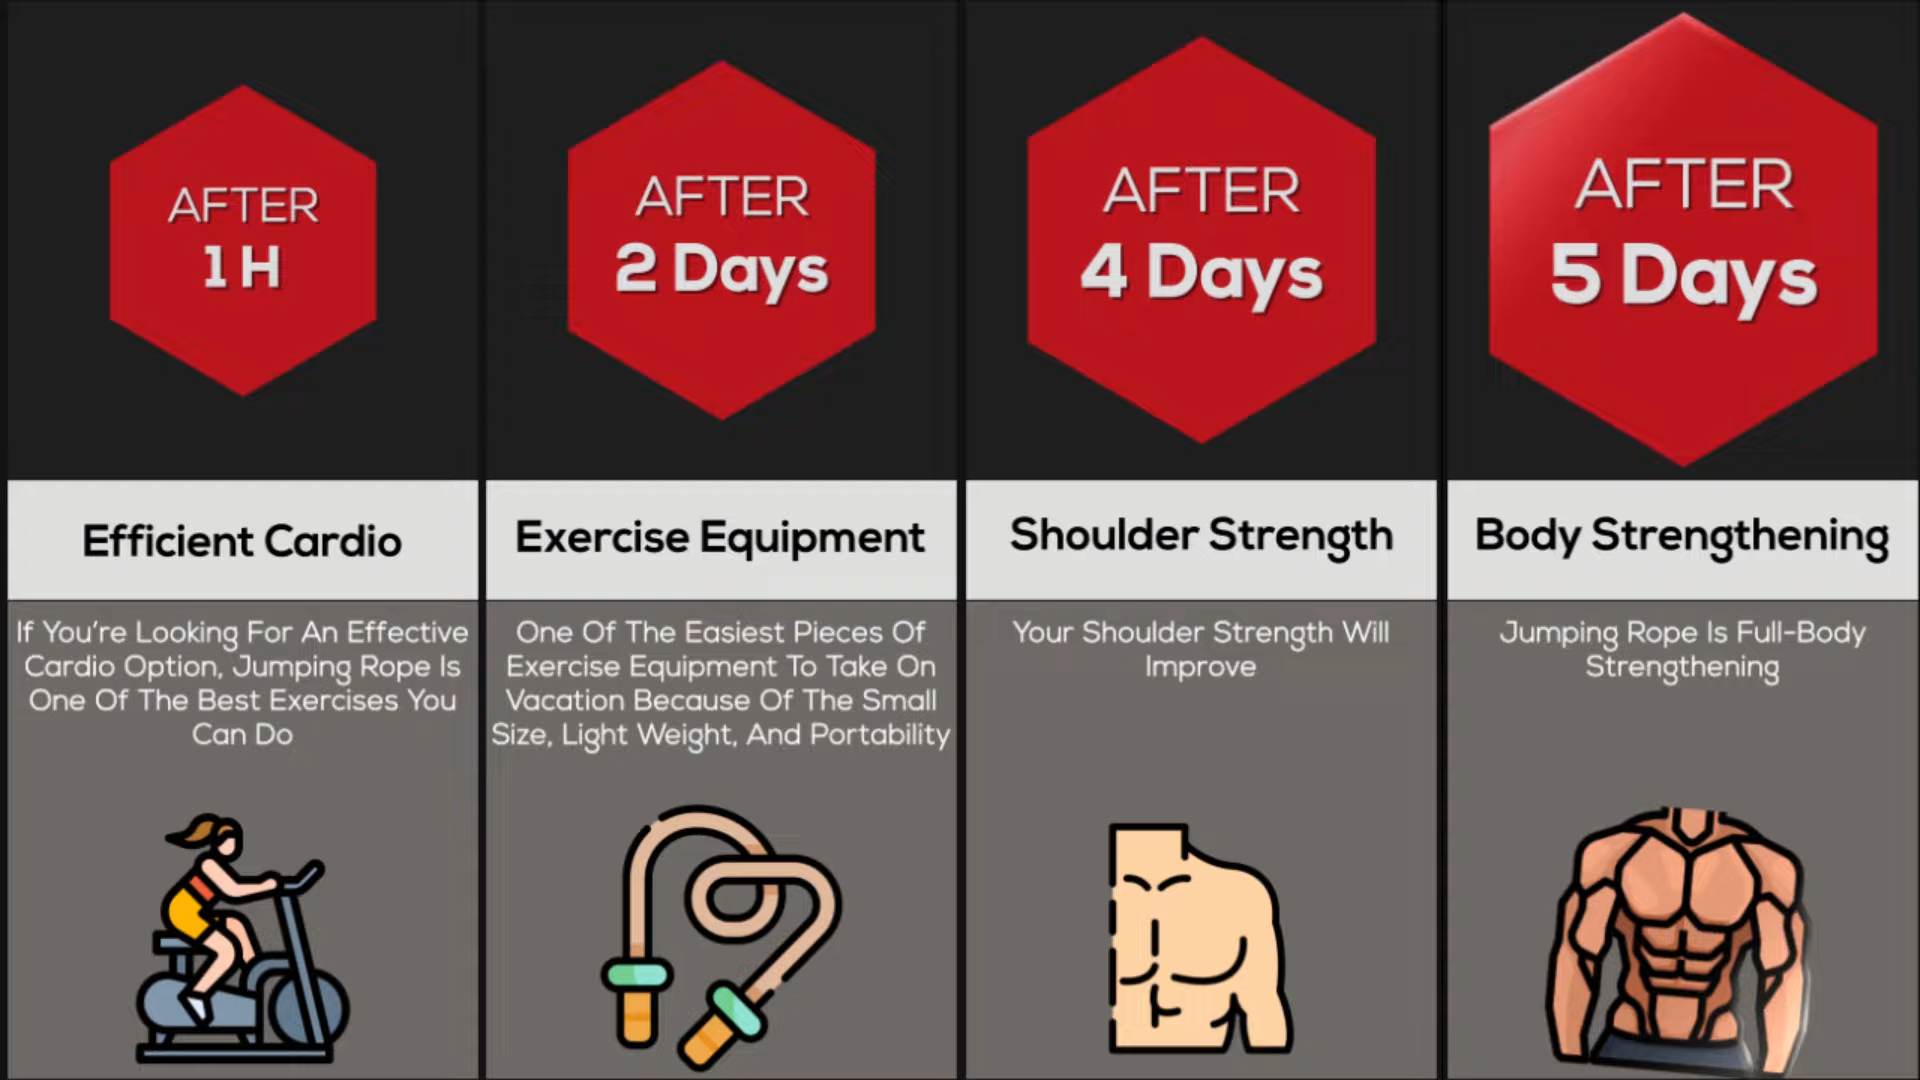 AFTER
1 H
Efficient Cardio
If You're Looking For An Effective
Cardio Option, Jumping Rope Is
One Of The Best Exercises You
Can Do
AFTER
2 Days
Exercise Equipment
One Of The Easiest Pieces Of
Exercise Equipment To Take On
Vacation Because Of The Small
Size, Light Weight, And Portability
AFTER
4 Days
Shoulder Strength
Your Shoulder Strength Will
Improve
AFTER
5 Days
Body Strengthening
Jumping Rope Is Full-Body
Strengthening